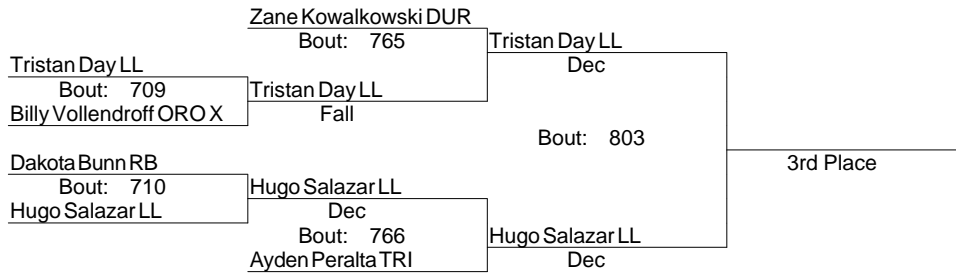 Zane Kowalkowski DUR
Bout: 765
Tristan Day LL
Dec
Tristan Day LL
Bout: 709
Billy Vollendroff ORO X
Tristan Day LL
Fall
Bout: 803
3rd Place
Dakota Bunn RB
Bout: 710
Hugo Salazar LL
Hugo Salazar LL
Dec
Bout: 766
Ayden Peralta TRI
Hugo Salazar LL
Dec